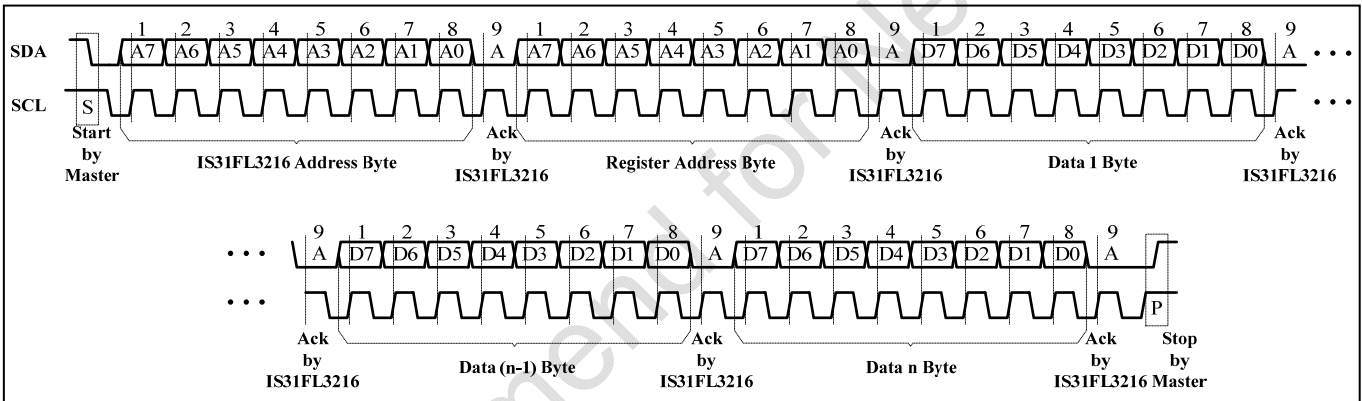 1 2 3 4 5 6 7 8 9 1 2 3 4 5 6 7 8 9 1 2 3 4 5 6 7 8 9
SDA A7 A6 A5 A4 A3 A2 A1 A0 A A7 A6 A5 A4 A3 A2 A1 A0 A D7 D6 D5 D4 D3 D2 D1 D0 A • • •
SCL S • • •
Start by Master
IS31FL3216 Address Byte
Ack by IS31FL3216
Register Address Byte
Ack by IS31FL3216
Data 1 Byte
Ack by IS31FL3216
9 1 2 3 4 5 6 7 8 9 1 2 3 4 5 6 7 8 9
• • • A D7 D6 D5 D4 D3 D2 D1 D0 A D7 D6 D5 D4 D3 D2 D1 D0 A
• • • P
Ack by IS31FL3216
Data (n-1) Byte
Ack by IS31FL3216
Data n Byte
Ack by IS31FL3216
Stop by Master